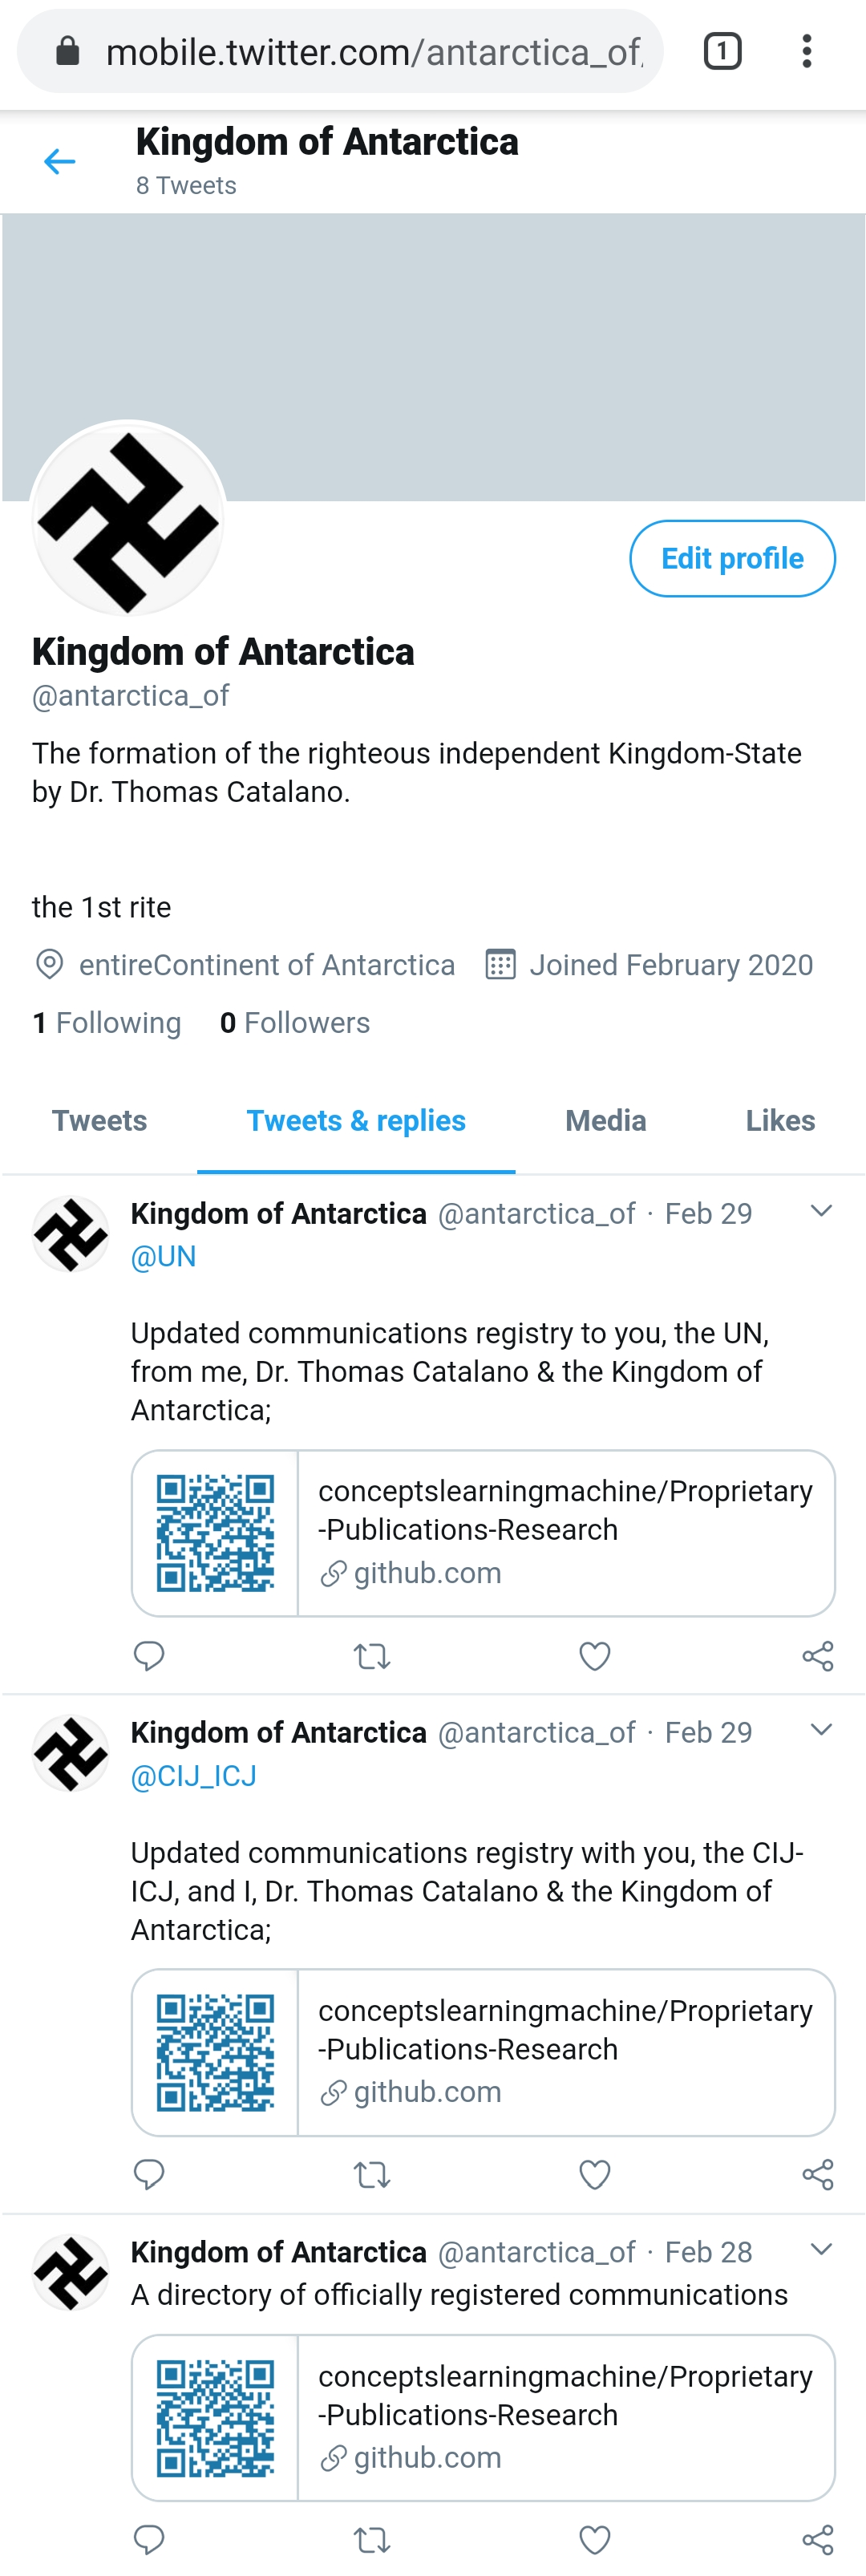 mobile.twitter.com/antarctica_of
1
Kingdom of Antarctica
8 Tweets
Edit profile
Kingdom of Antarctica
@antarctica_of
The formation of the righteous independent Kingdom-State
by Dr. Thomas Catalano.
the 1st rite
entireContinent of Antarctica Joined February 2020
1 Following 0 Followers
Tweets Tweets & replies Media Likes
Kingdom of Antarctica @antarctica_of · Feb 29
@UN
Updated communications registry to you, the UN,
from me, Dr. Thomas Catalano & the Kingdom of
Antarctica;
conceptslearningmachine/Proprietary
-Publications-Research
github.com
Kingdom of Antarctica @antarctica_of · Feb 29
@CIJ_ICJ
Updated communications registry with you, the CIJ-
ICJ, and I, Dr. Thomas Catalano & the Kingdom of
Antarctica;
conceptslearningmachine/Proprietary
-Publications-Research
github.com
Kingdom of Antarctica @antarctica_of · Feb 28
A directory of officially registered communications
conceptslearningmachine/Proprietary
-Publications-Research
github.com